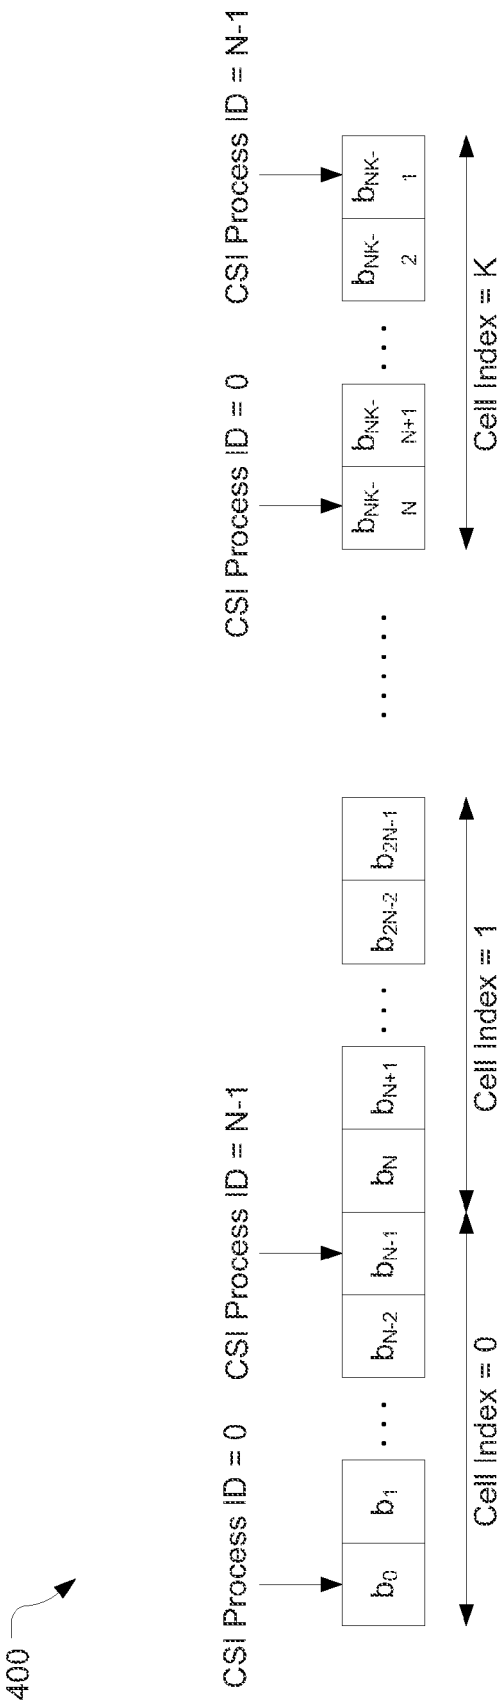 400
CSI Process ID = 0
CSI Process ID = N-1
CSI Process ID = 0
CSI Process ID = N-1
b0 b1 . . . bN-2 bN-1 bN bN+1 . . . b2N-2 b2N-1 . . . . . . bNK-N bNK-N+1 . . . bNK-2 bNK-1
Cell Index = 0
Cell Index = 1
Cell Index = K